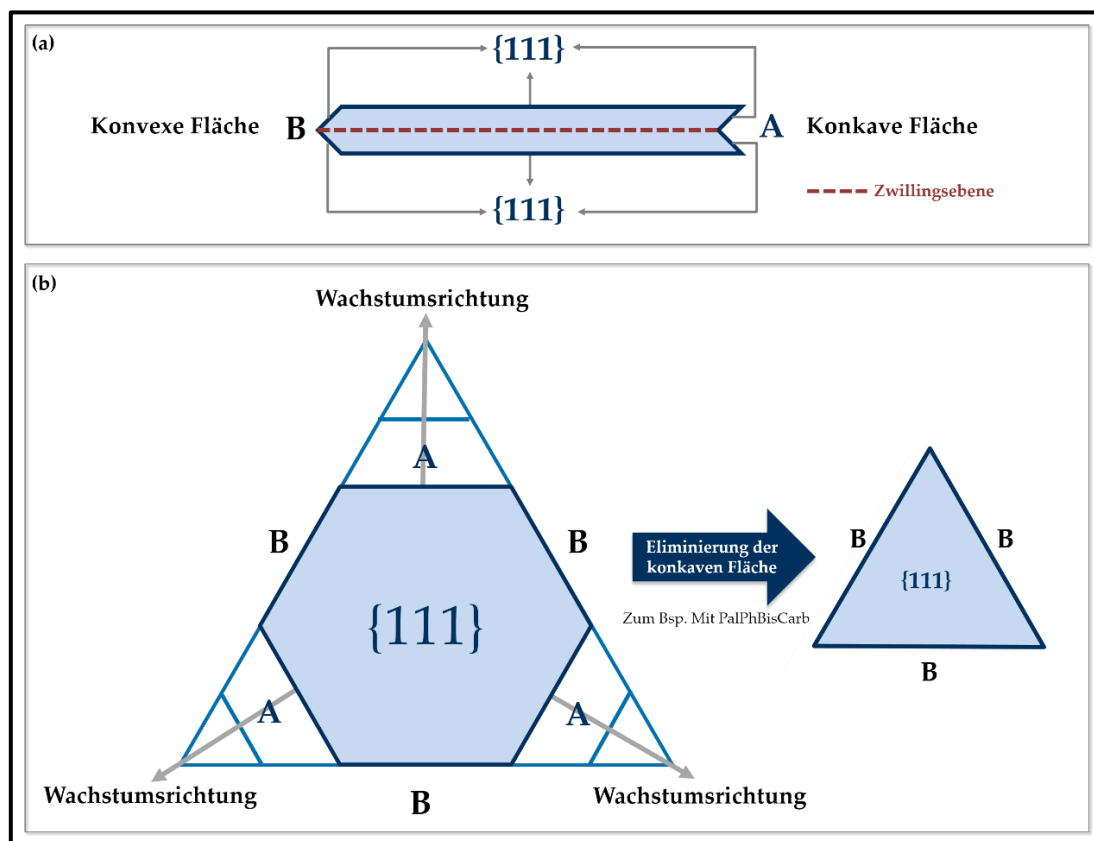 (a)
{111}
Konvexe Fläche
B
A
Konkave Fläche
Zwillingsebene
{111}
(b)
Wachstumsrichtung
A
B
B
{111}
Eliminierung der
konkaven Fläche
Zum Bsp. Mit PalPhBisCarb
B
B
{111}
B
A
A
Wachstumsrichtung
B
Wachstumsrichtung